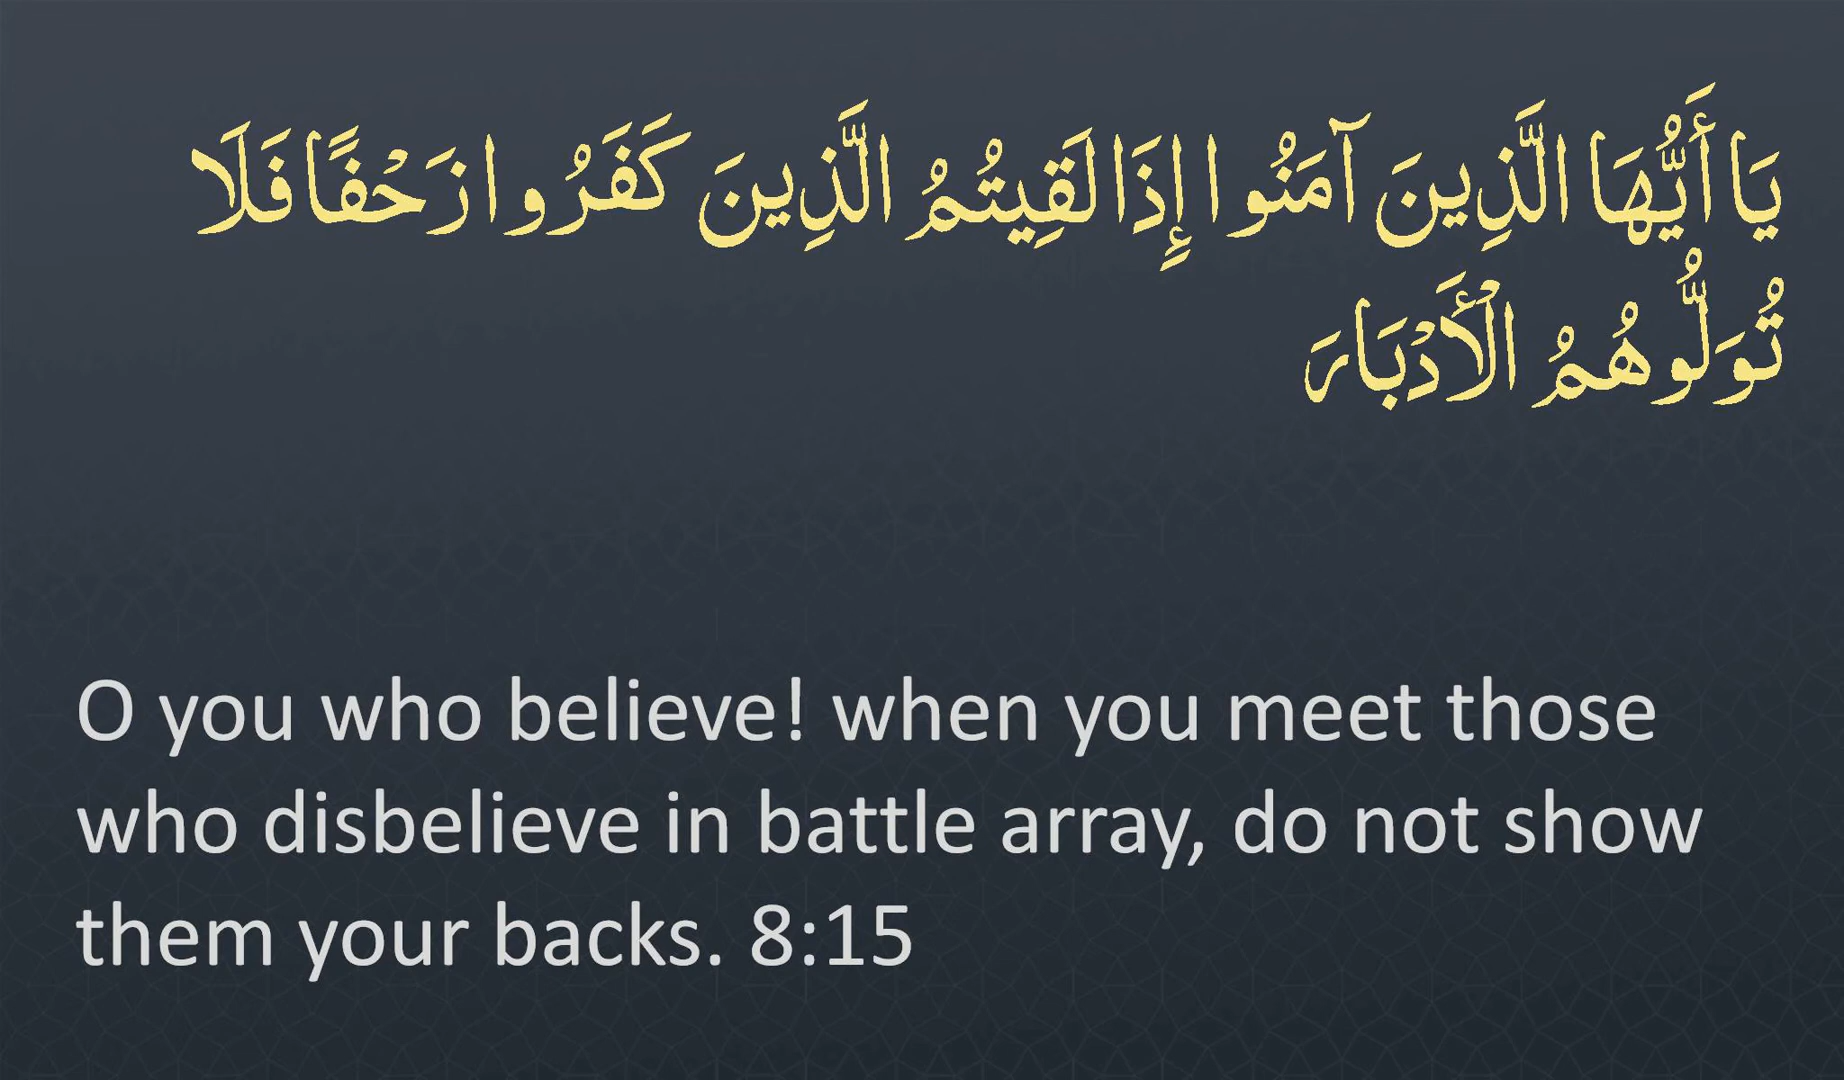 يَا أَيُّهَا الَّذِينَ آمَنُوا إِذَا لَقِيتُمُ الَّذِينَ كَفَرُوا زَحْفًا فَلَا
تُوَلُّوهُمُ الْأَدْبَارَ
O you who believe! when you meet those
who disbelieve in battle array, do not show
them your backs. 8:15